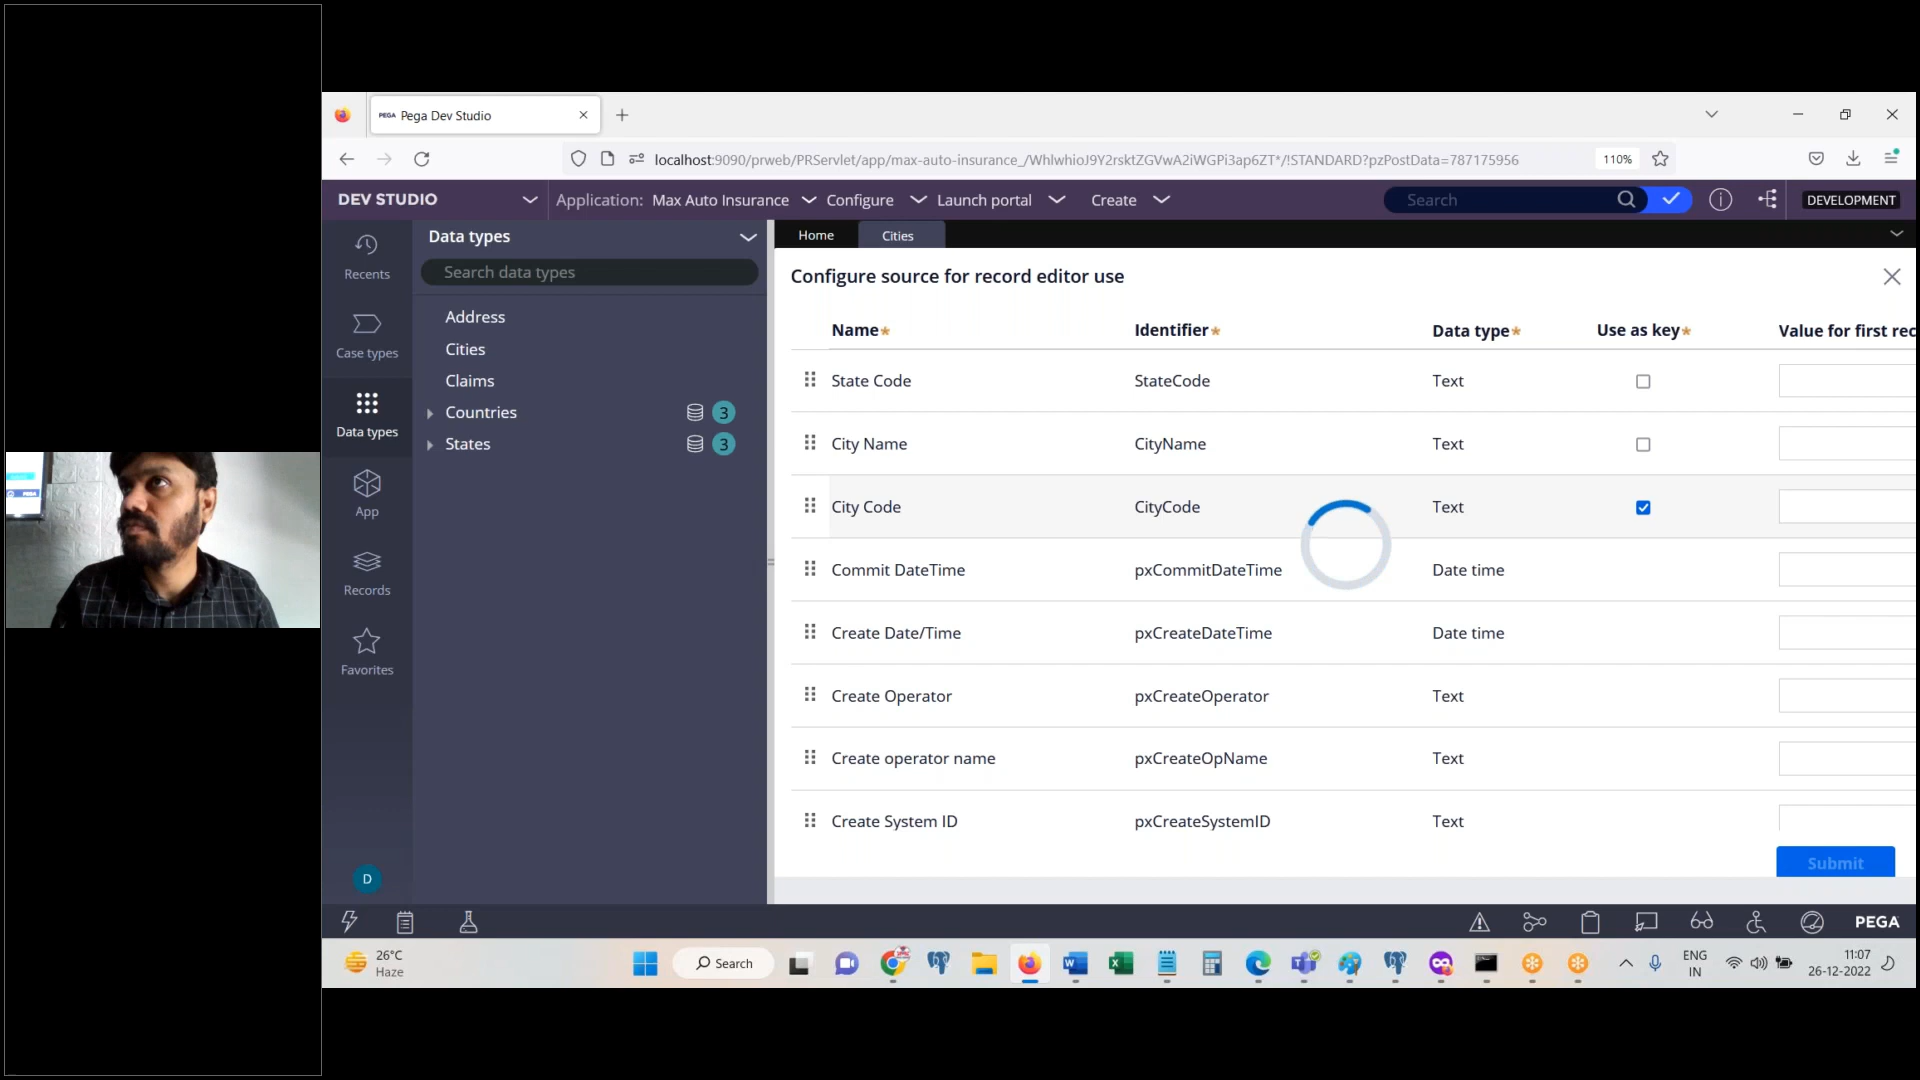 PEGA Pega Dev Studio
localhost:9090/prweb/PRServlet/app/max-auto-insurance_/WhlwhioJ9Y2rsktZGVwA2iWGPi3ap6ZT*/!STANDARD?pzPostData=787175956
110%
DEV STUDIO
Application: Max Auto Insurance
Configure
Launch portal
Create
Search
DEVELOPMENT
Recents
Case types
Data types
App
Records
Favorites
D
Data types
Search data types
Address
Cities
Claims
Countries 3
States 3
Home
Cities
Configure source for record editor use
Name* Identifier* Data type* Use as key* Value for first rec
State Code StateCode Text
City Name CityName Text
City Code CityCode Text
Commit DateTime pxCommitDateTime Date time
Create Date/Time pxCreateDateTime Date time
Create Operator pxCreateOperator Text
Create operator name pxCreateOpName Text
Create System ID pxCreateSystemID Text
Submit
PEGA
26°C
Haze
Search
ENG
IN
11:07
26-12-2022